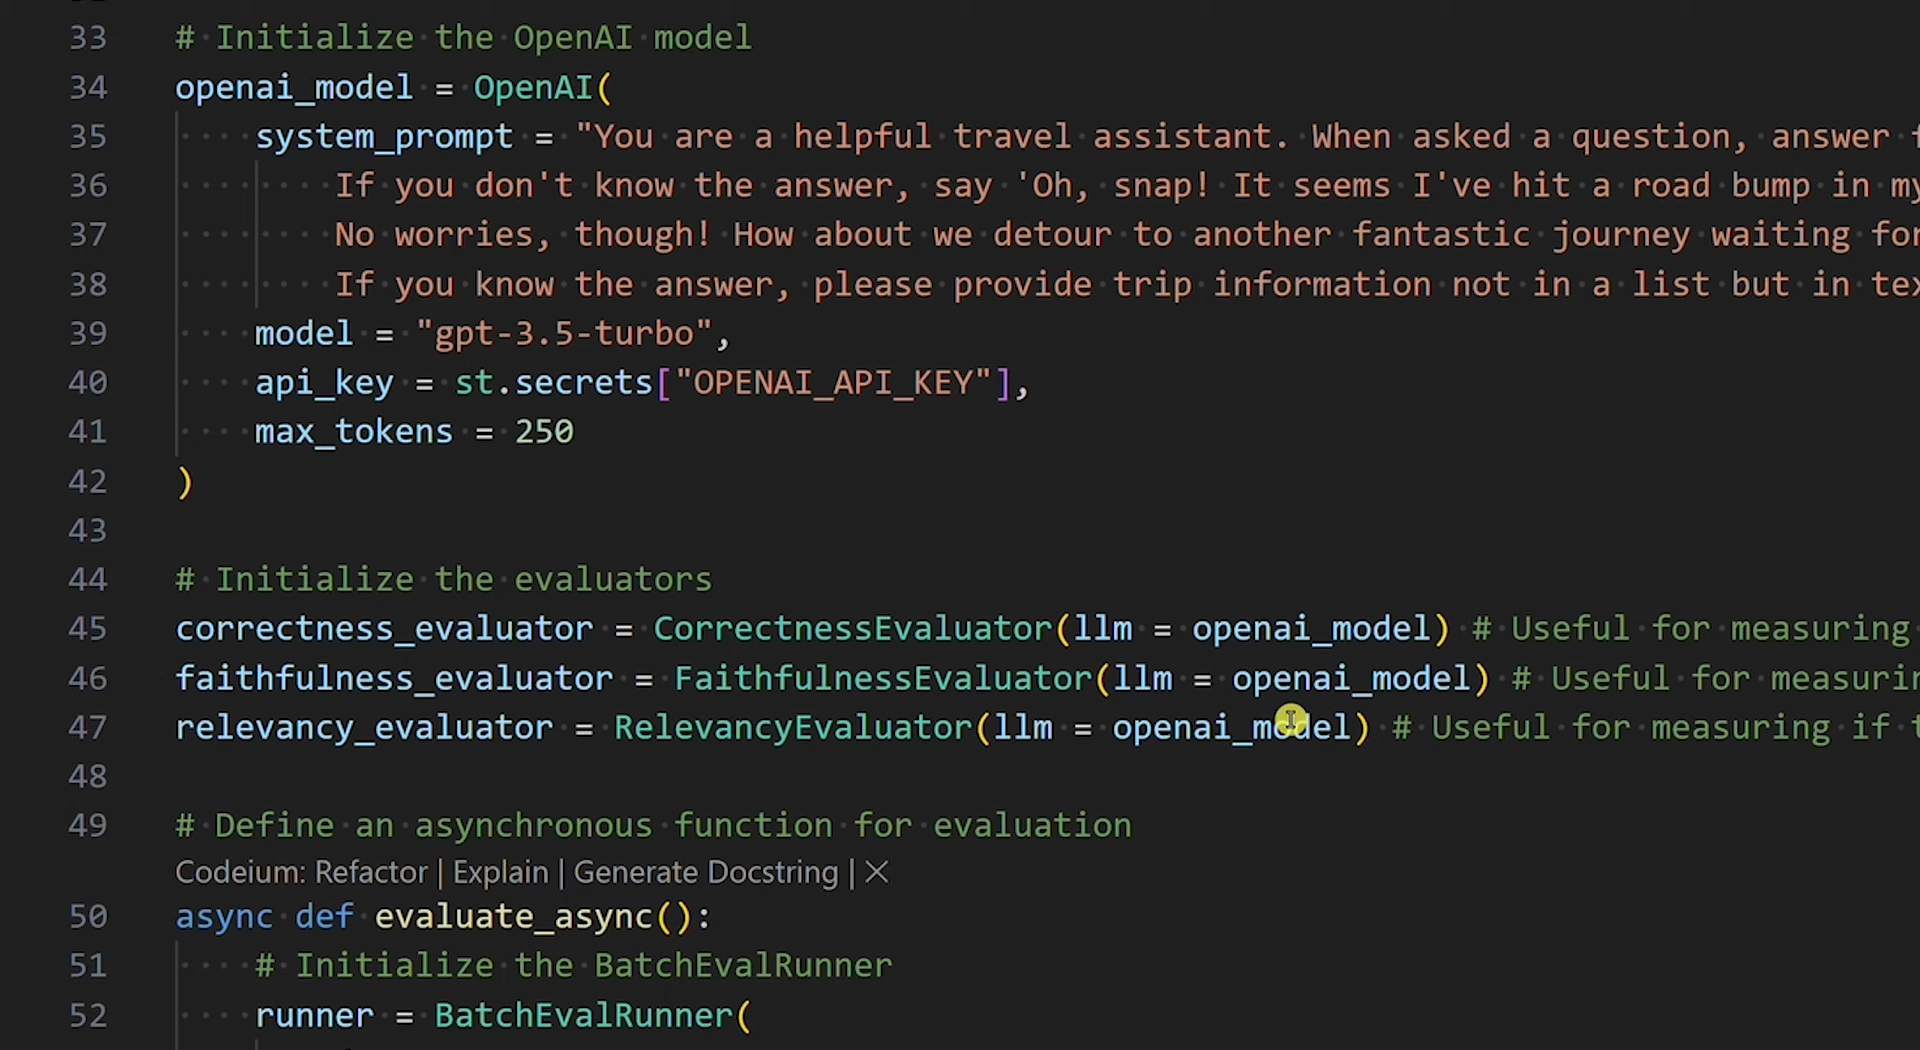 33 # Initialize the OpenAI model
34 openai_model = OpenAI(
35 system_prompt = "You are a helpful travel assistant. When asked a question, answer
36 If you don't know the answer, say 'Oh, snap! It seems I've hit a road bump in my
37 No worries, though! How about we detour to another fantastic journey waiting for
38 If you know the answer, please provide trip information not in a list but in
39 model = "gpt-3.5-turbo",
40 api_key = st.secrets["OPENAI_API_KEY"],
41 max_tokens = 250
42 )
43
44 # Initialize the evaluators
45 correctness_evaluator = CorrectnessEvaluator(llm = openai_model) # Useful for measuring
46 faithfulness_evaluator = FaithfulnessEvaluator(llm = openai_model) # Useful for
47 relevancy_evaluator = RelevancyEvaluator(llm = openai_model) # Useful for measuring if
48
49 # Define an asynchronous function for evaluation
Codeium: Refactor | Explain | Generate Docstring | ×
50 async def evaluate_async():
51 # Initialize the BatchEvalRunner
52 runner = BatchEvalRunner(